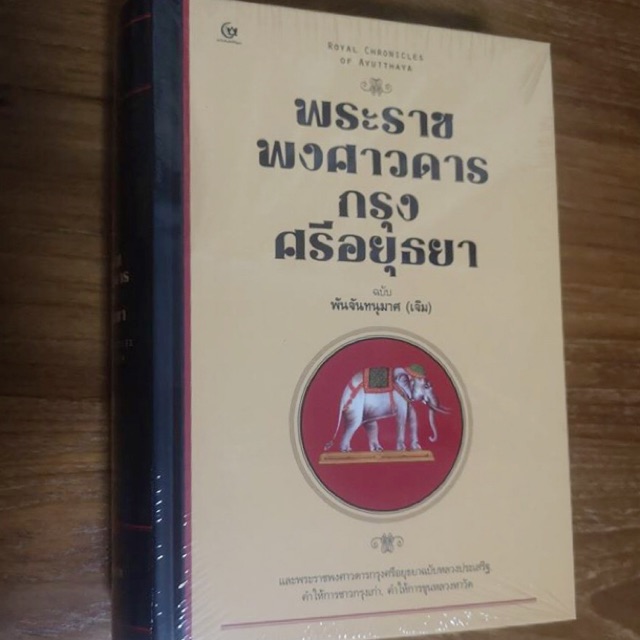 ROYAL CHRONICLES
OF AYUTTHAYA
พระราช
พงศาวดาร
กรุง
ศรีอยุธยา
ฉบับ
พันจันทนุมาศ (เจิม)
และพระราชพงศาวดารกรุงศรีอยุธยาฉบับหลวงประเสริฐ
คำให้การชาวกรุงเก่า, คำให้การขุนหลวงหาวัด